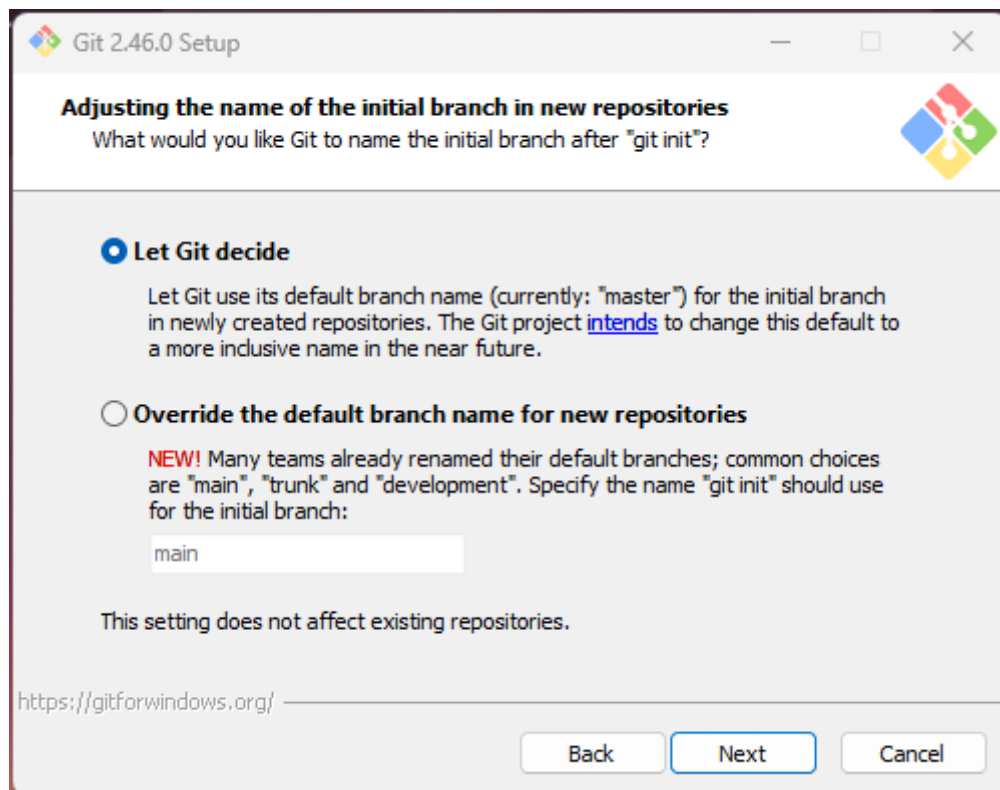 Git 2.46.0 Setup
Adjusting the name of the initial branch in new repositories
What would you like Git to name the initial branch after "git init"?
Let Git decide
Let Git use its default branch name (currently: "master") for the initial branch
in newly created repositories. The Git project intends to change this default to
a more inclusive name in the near future.
Override the default branch name for new repositories
NEW! Many teams already renamed their default branches; common choices
are "main", "trunk" and "development". Specify the name "git init" should use
for the initial branch:
main
This setting does not affect existing repositories.
https://gitforwindows.org/
Back Next Cancel